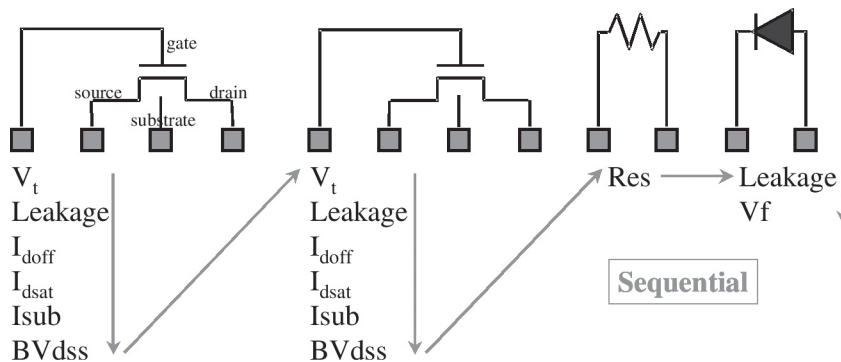 gate
source
drain
substrate
Vt
Leakage
Idoff
Idsat
Isub
BVdss
Vt
Leakage
Idoff
Idsat
Isub
BVdss
Res
Leakage
Vf
Sequential